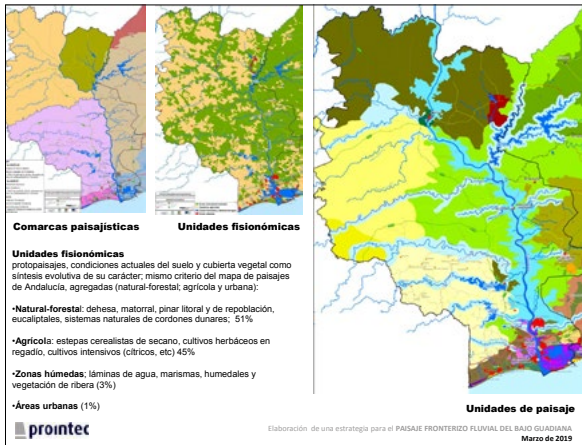 Comarcas paisajísticas
Unidades fisionómicas
Unidades fisionómicas
protopaisajes, condiciones actuales del suelo y cubierta vegetal como
síntesis evolutiva de su carácter; mismo criterio del mapa de paisajes
de Andalucía, agregadas (natural-forestal; agrícola y urbana):
•Natural-forestal: dehesa, matorral, pinar litoral y de repoblación,
eucaliptales, sistemas naturales de cordones dunares; 51%
•Agrícola: estepas cerealistas de secano, cultivos herbáceos en
regadío, cultivos intensivos (cítricos, etc) 45%
•Zonas húmedas; láminas de agua, marismas, humedales y
vegetación de ribera (3%)
•Áreas urbanas (1%)
Unidades de paisaje
prointec
Elaboración de una estrategia para el PAISAJE FRONTERIZO FLUVIAL DEL BAJO GUADIANA
Marzo de 2019